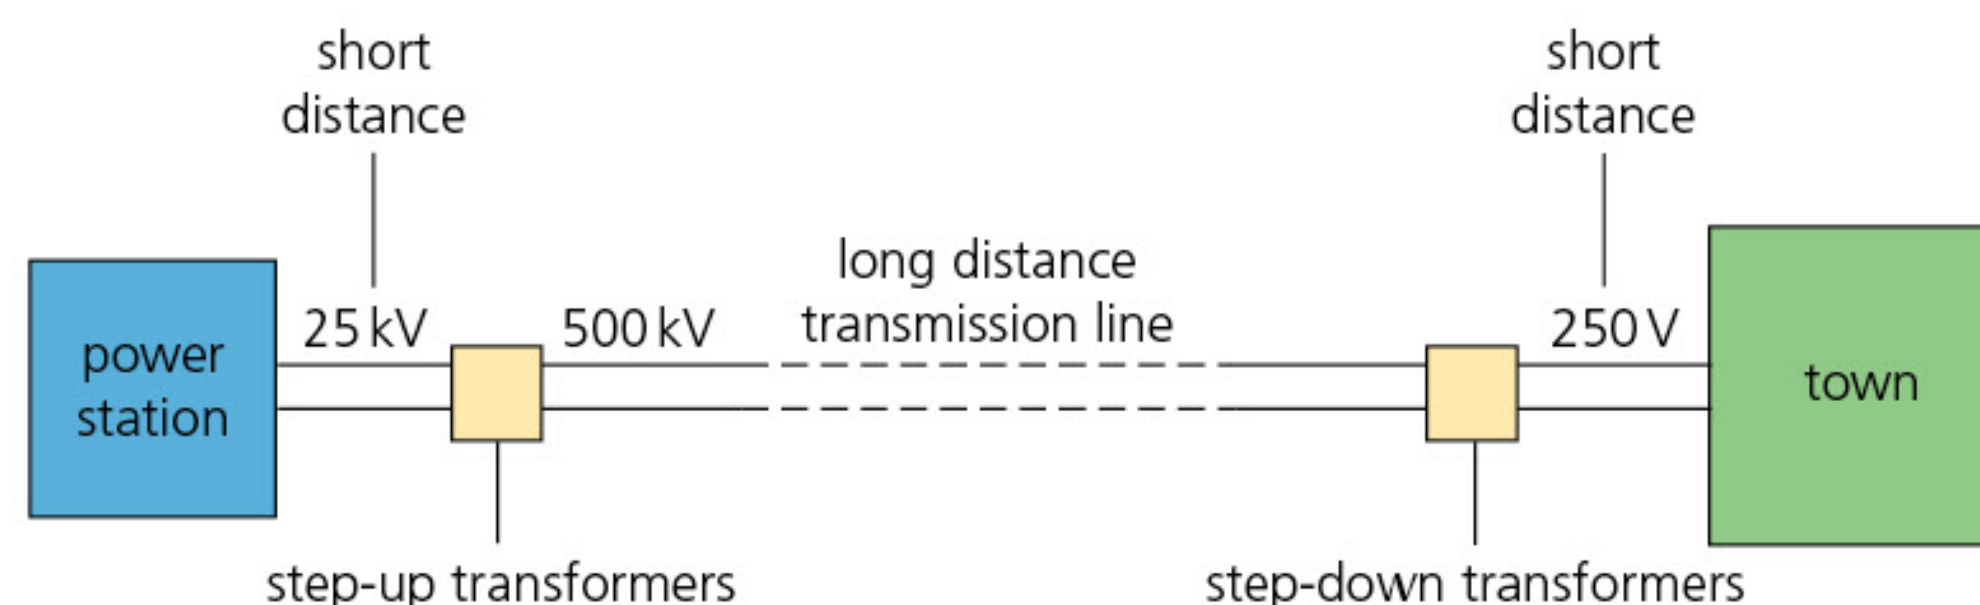 short
distance
short
distance
long distance
transmission line
25 kV
500 kV
250 V
power
station
town
step-up transformers
step-down transformers